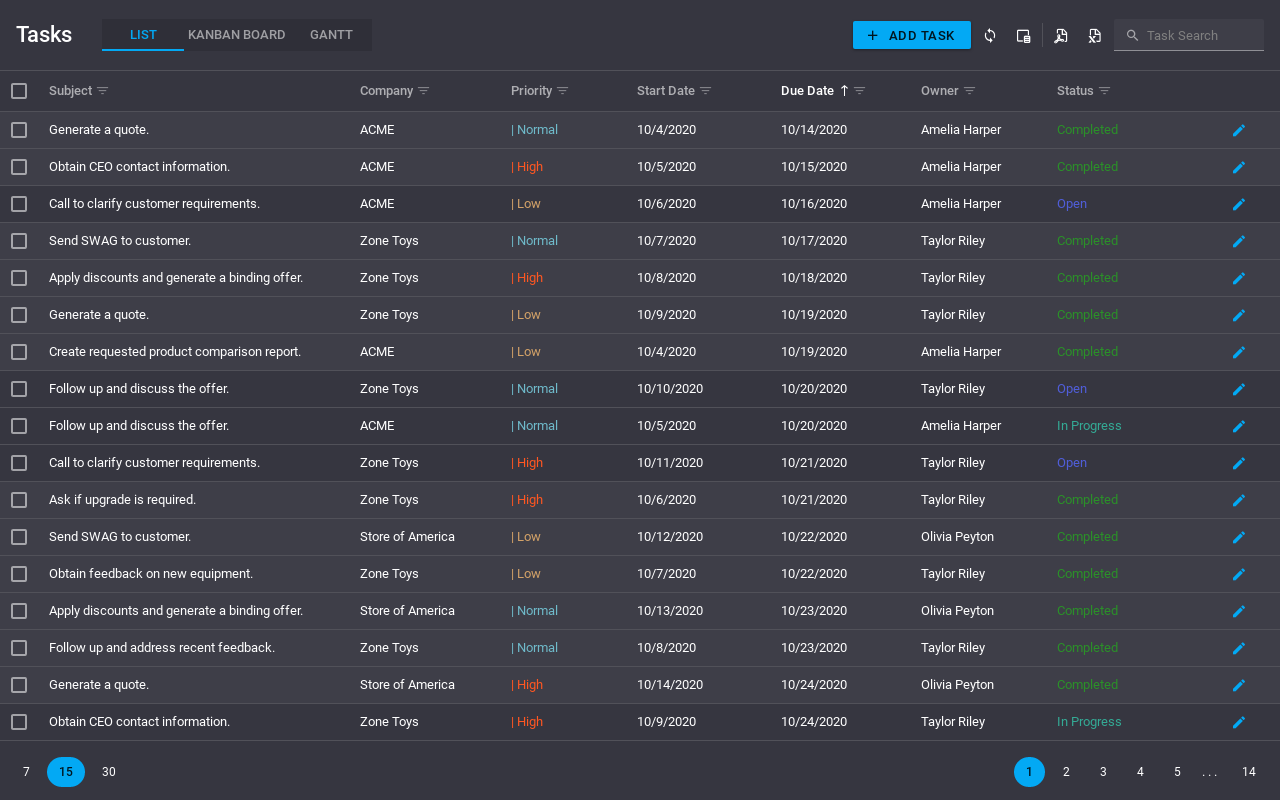 Tasks LIST KANBAN BOARD GANTT ADD TASK Task Search
Subject Company Priority Start Date Due Date Owner Status
Generate a quote. ACME | Normal 10/4/2020 10/14/2020 Amelia Harper Completed
Obtain CEO contact information. ACME | High 10/5/2020 10/15/2020 Amelia Harper Completed
Call to clarify customer requirements. ACME | Low 10/6/2020 10/16/2020 Amelia Harper Open
Send SWAG to customer. Zone Toys | Normal 10/7/2020 10/17/2020 Taylor Riley Completed
Apply discounts and generate a binding offer. Zone Toys | High 10/8/2020 10/18/2020 Taylor Riley Completed
Generate a quote. Zone Toys | Low 10/9/2020 10/19/2020 Taylor Riley Completed
Create requested product comparison report. ACME | Low 10/4/2020 10/19/2020 Amelia Harper Completed
Follow up and discuss the offer. Zone Toys | Normal 10/10/2020 10/20/2020 Taylor Riley Open
Follow up and discuss the offer. ACME | Normal 10/5/2020 10/20/2020 Amelia Harper In Progress
Call to clarify customer requirements. Zone Toys | High 10/11/2020 10/21/2020 Taylor Riley Open
Ask if upgrade is required. Zone Toys | High 10/6/2020 10/21/2020 Taylor Riley Completed
Send SWAG to customer. Store of America | Low 10/12/2020 10/22/2020 Olivia Peyton Completed
Obtain feedback on new equipment. Zone Toys | Low 10/7/2020 10/22/2020 Taylor Riley Completed
Apply discounts and generate a binding offer. Store of America | Normal 10/13/2020 10/23/2020 Olivia Peyton Completed
Follow up and address recent feedback. Zone Toys | Normal 10/8/2020 10/23/2020 Taylor Riley Completed
Generate a quote. Store of America | High 10/14/2020 10/24/2020 Olivia Peyton Completed
Obtain CEO contact information. Zone Toys | High 10/9/2020 10/24/2020 Taylor Riley In Progress
7 15 30 1 2 3 4 5 . . . 14